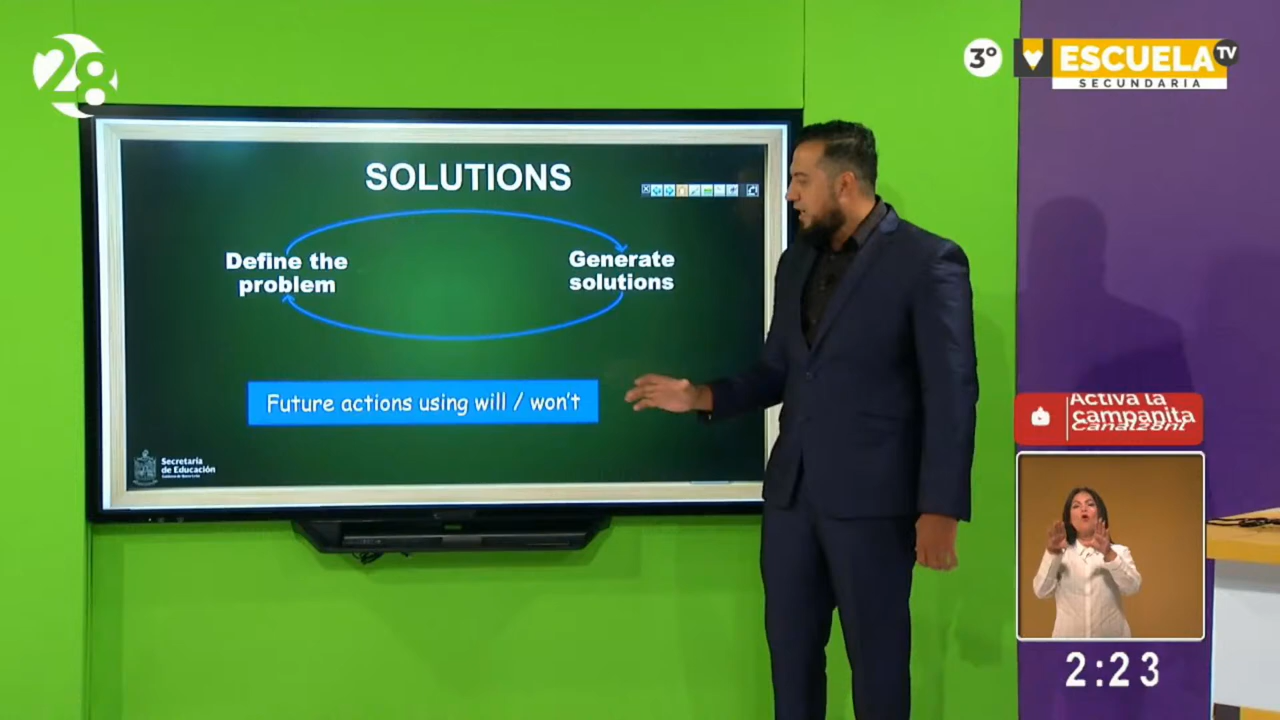 28
3º
ESCUELA TV
SECUNDARIA
SOLUTIONS
Define the
problem
Generate
solutions
Future actions using will / won't
Secretaría
de Educación
Activa la
campanita
2:23